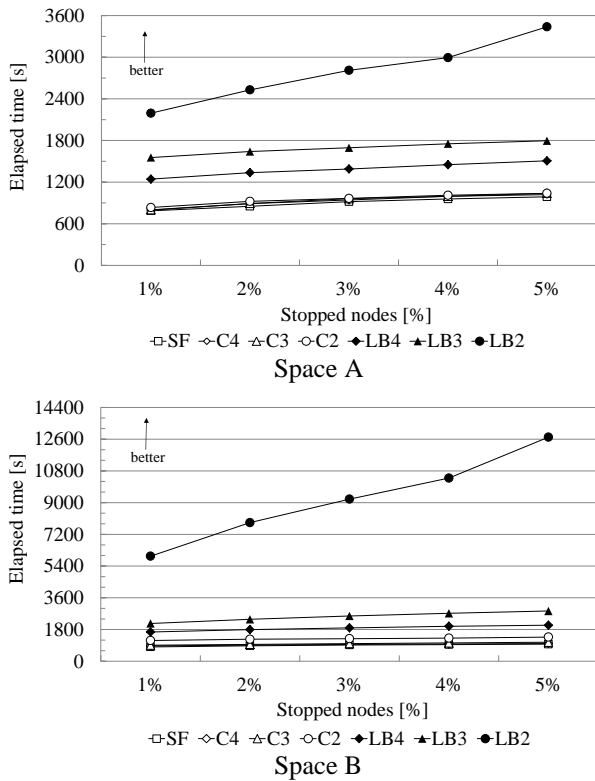 3600
3000
2400
1800
1200
600
0
Elapsed time [s]
better
1% 2% 3% 4% 5%
Stopped nodes [%]
SF C4 C3 C2 LB4 LB3 LB2
Space A
14400
12600
10800
9000
7200
5400
3600
1800
0
Elapsed time [s]
better
1% 2% 3% 4% 5%
Stopped nodes [%]
SF C4 C3 C2 LB4 LB3 LB2
Space B